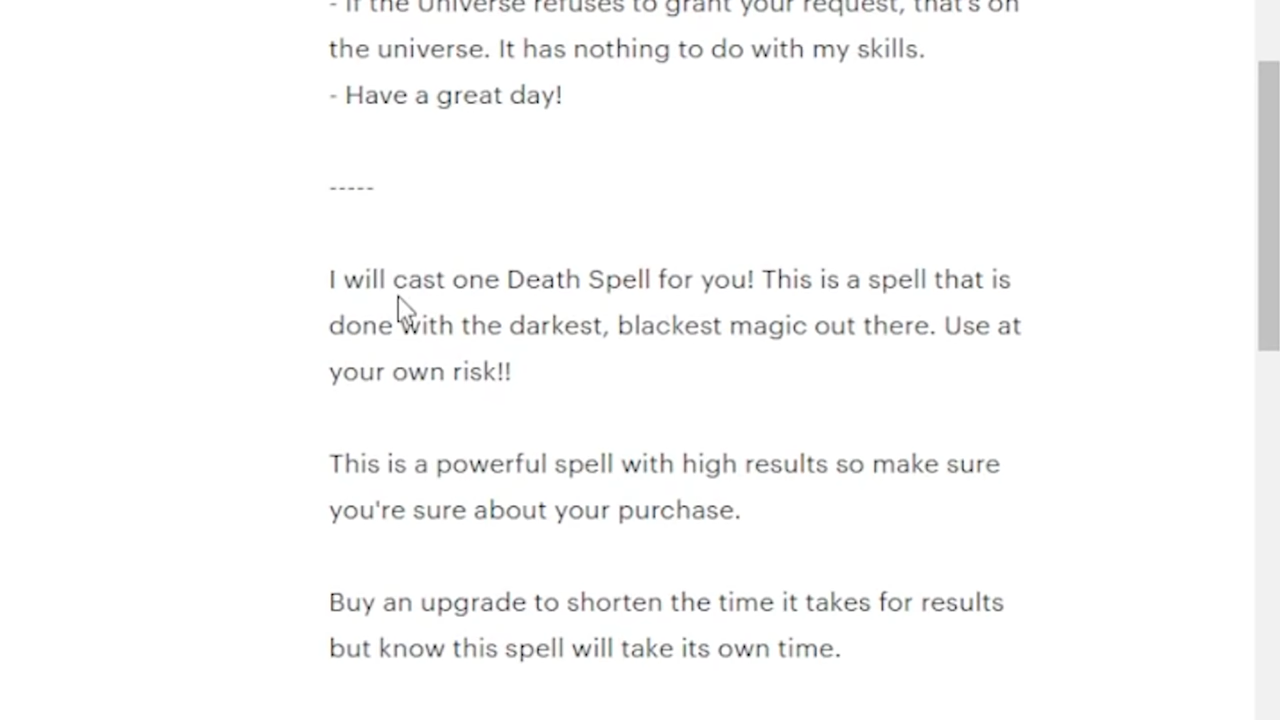 - If the Universe refuses to grant your request, that's on
the universe. It has nothing to do with my skills.
- Have a great day!
-----
I will cast one Death Spell for you! This is a spell that is
done with the darkest, blackest magic out there. Use at
your own risk!!
This is a powerful spell with high results so make sure
you're sure about your purchase.
Buy an upgrade to shorten the time it takes for results
but know this spell will take its own time.